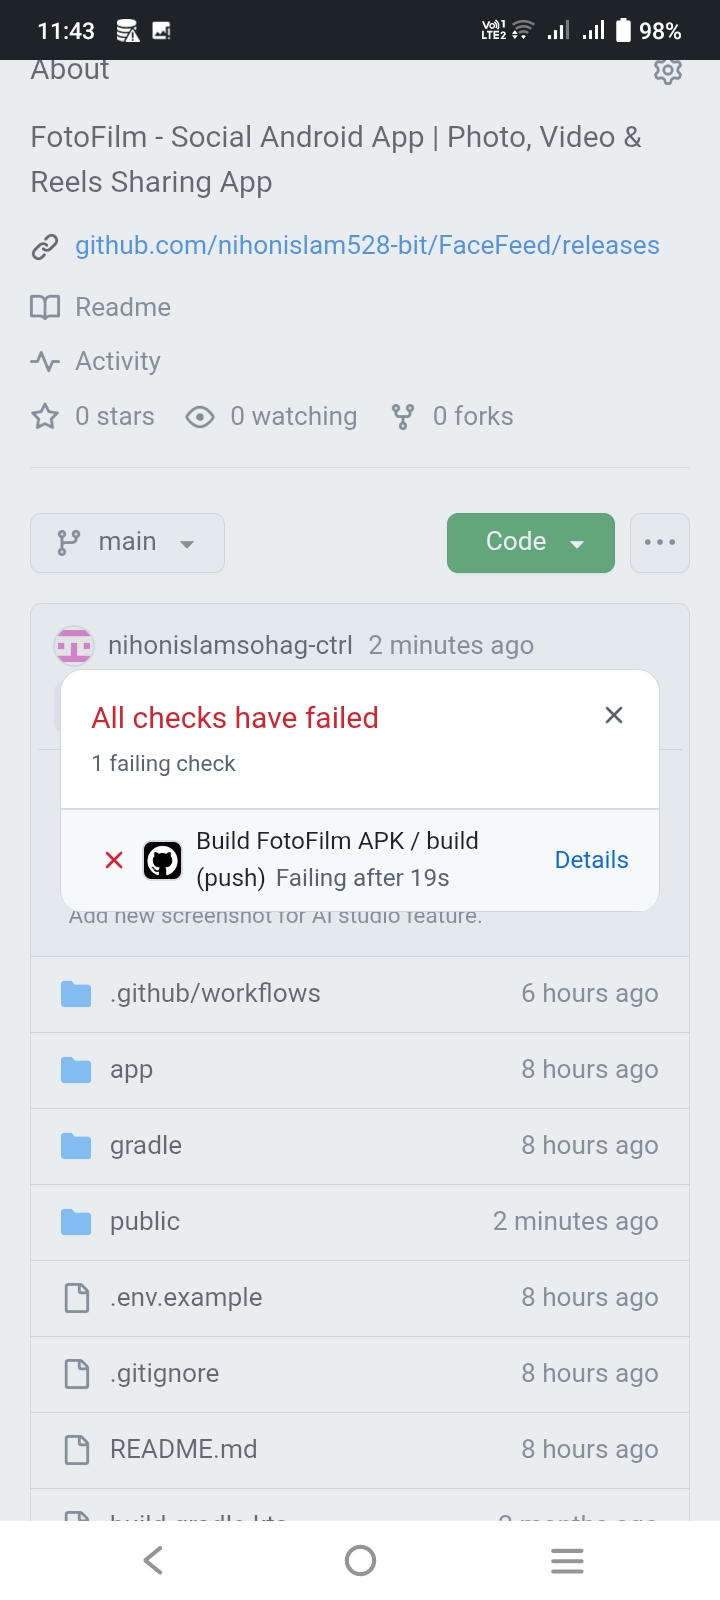 11:43
Vo)) 1
LTE2
98%
About
FotoFilm - Social Android App | Photo, Video &
Reels Sharing App
github.com/nihonislam528-bit/FaceFeed/releases
Readme
Activity
0 stars
0 watching
0 forks
main
Code
nihonislamsohag-ctrl 2 minutes ago
All checks have failed
1 failing check
Build FotoFilm APK / build
(push) Failing after 19s
Details
Add new screenshot for AI studio feature.
.github/workflows 6 hours ago
app 8 hours ago
gradle 8 hours ago
public 2 minutes ago
.env.example 8 hours ago
.gitignore 8 hours ago
README.md 8 hours ago